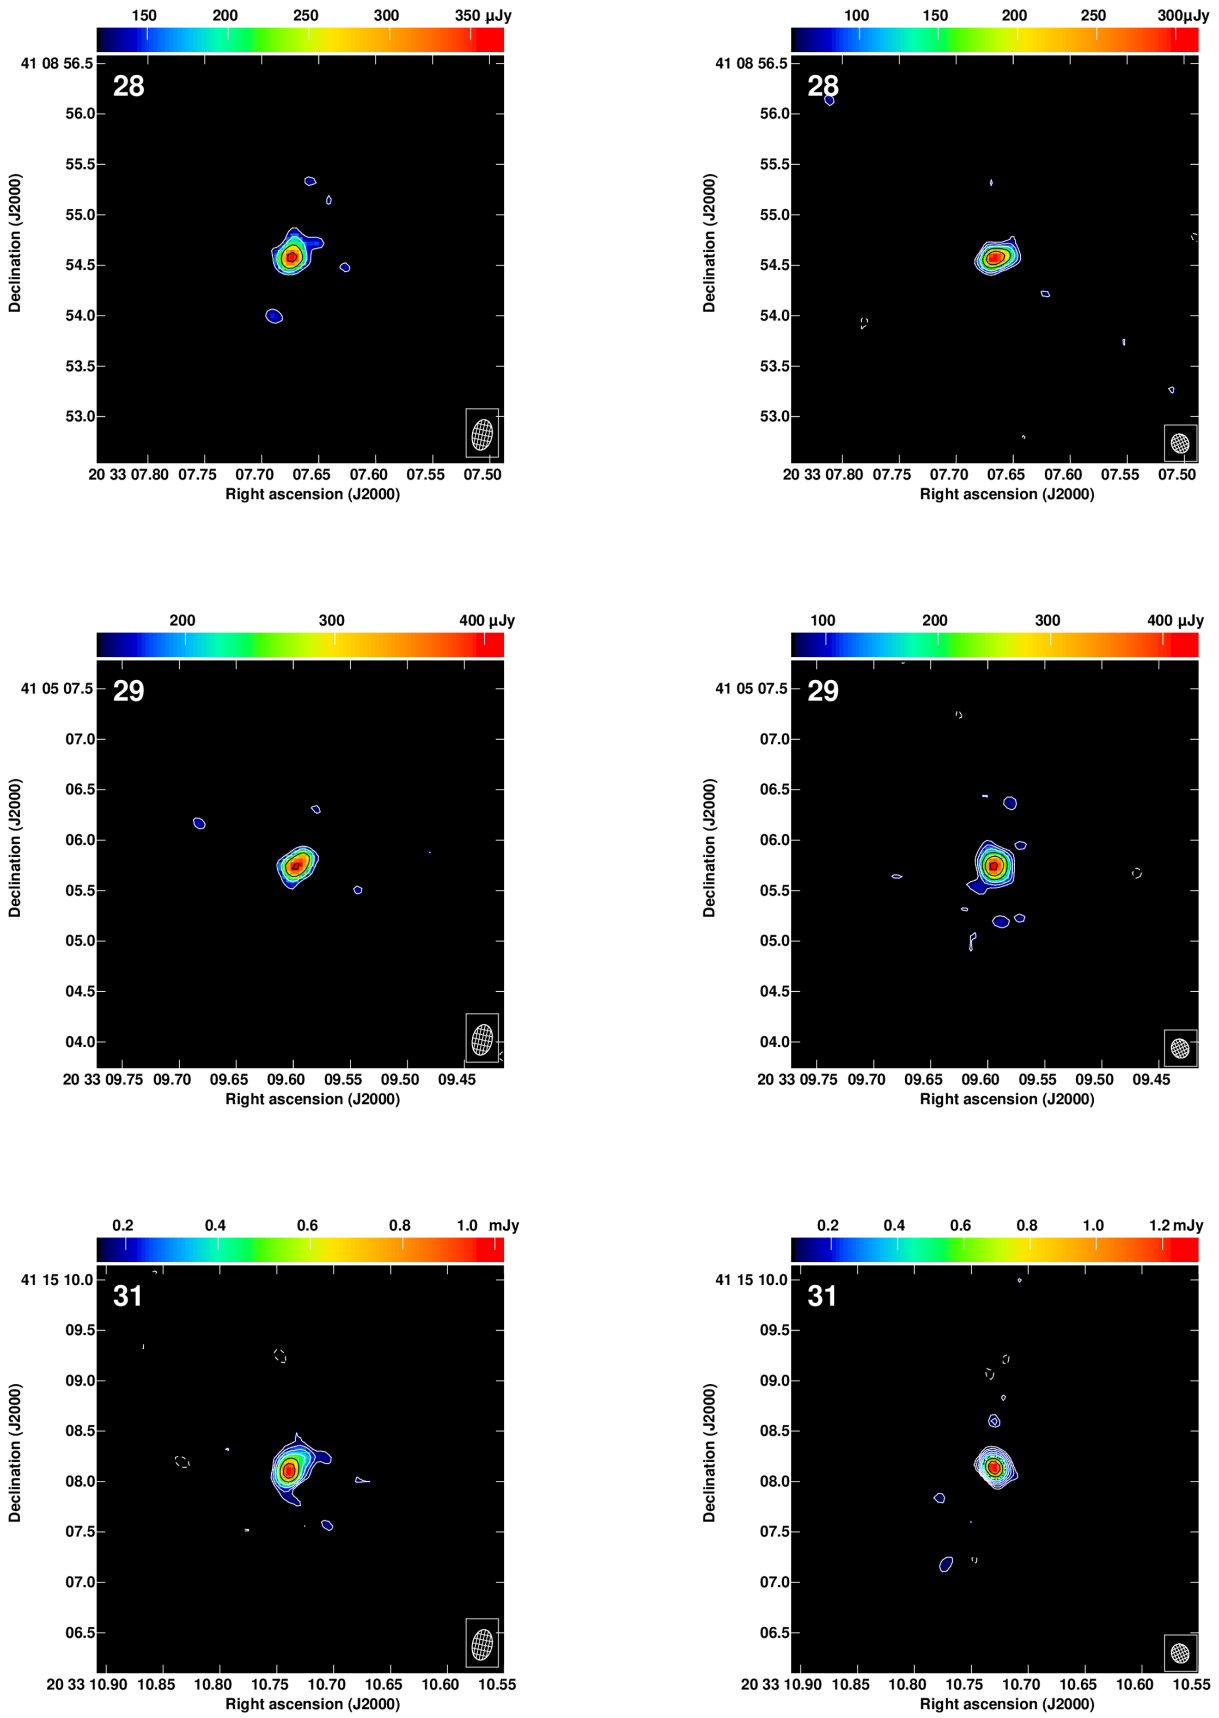 150 200 250 300 350 μJy
41 08 56.5
28
56.0
55.5
55.0
54.5
54.0
53.5
53.0
Declination (J2000)
20 33 07.80 07.75 07.70 07.65 07.60 07.55 07.50
Right ascension (J2000)
100 150 200 250 300μJy
41 08 56.5
28
56.0
55.5
55.0
54.5
54.0
53.5
53.0
Declination (J2000)
20 33 07.80 07.75 07.70 07.65 07.60 07.55 07.50
Right ascension (J2000)
200 300 400 μJy
41 05 07.5
29
07.0
06.5
06.0
05.5
05.0
04.5
04.0
Declination (J2000)
20 33 09.75 09.70 09.65 09.60 09.55 09.50 09.45
Right ascension (J2000)
100 200 300 400 μJy
41 05 07.5
29
07.0
06.5
06.0
05.5
05.0
04.5
04.0
Declination (J2000)
20 33 09.75 09.70 09.65 09.60 09.55 09.50 09.45
Right ascension (J2000)
0.2 0.4 0.6 0.8 1.0 mJy
41 15 10.0
31
09.5
09.0
08.5
08.0
07.5
07.0
06.5
Declination (J2000)
20 33 10.90 10.85 10.80 10.75 10.70 10.65 10.60 10.55
Right ascension (J2000)
0.2 0.4 0.6 0.8 1.0 1.2 mJy
41 15 10.0
31
09.5
09.0
08.5
08.0
07.5
07.0
06.5
Declination (J2000)
20 33 10.90 10.85 10.80 10.75 10.70 10.65 10.60 10.55
Right ascension (J2000)